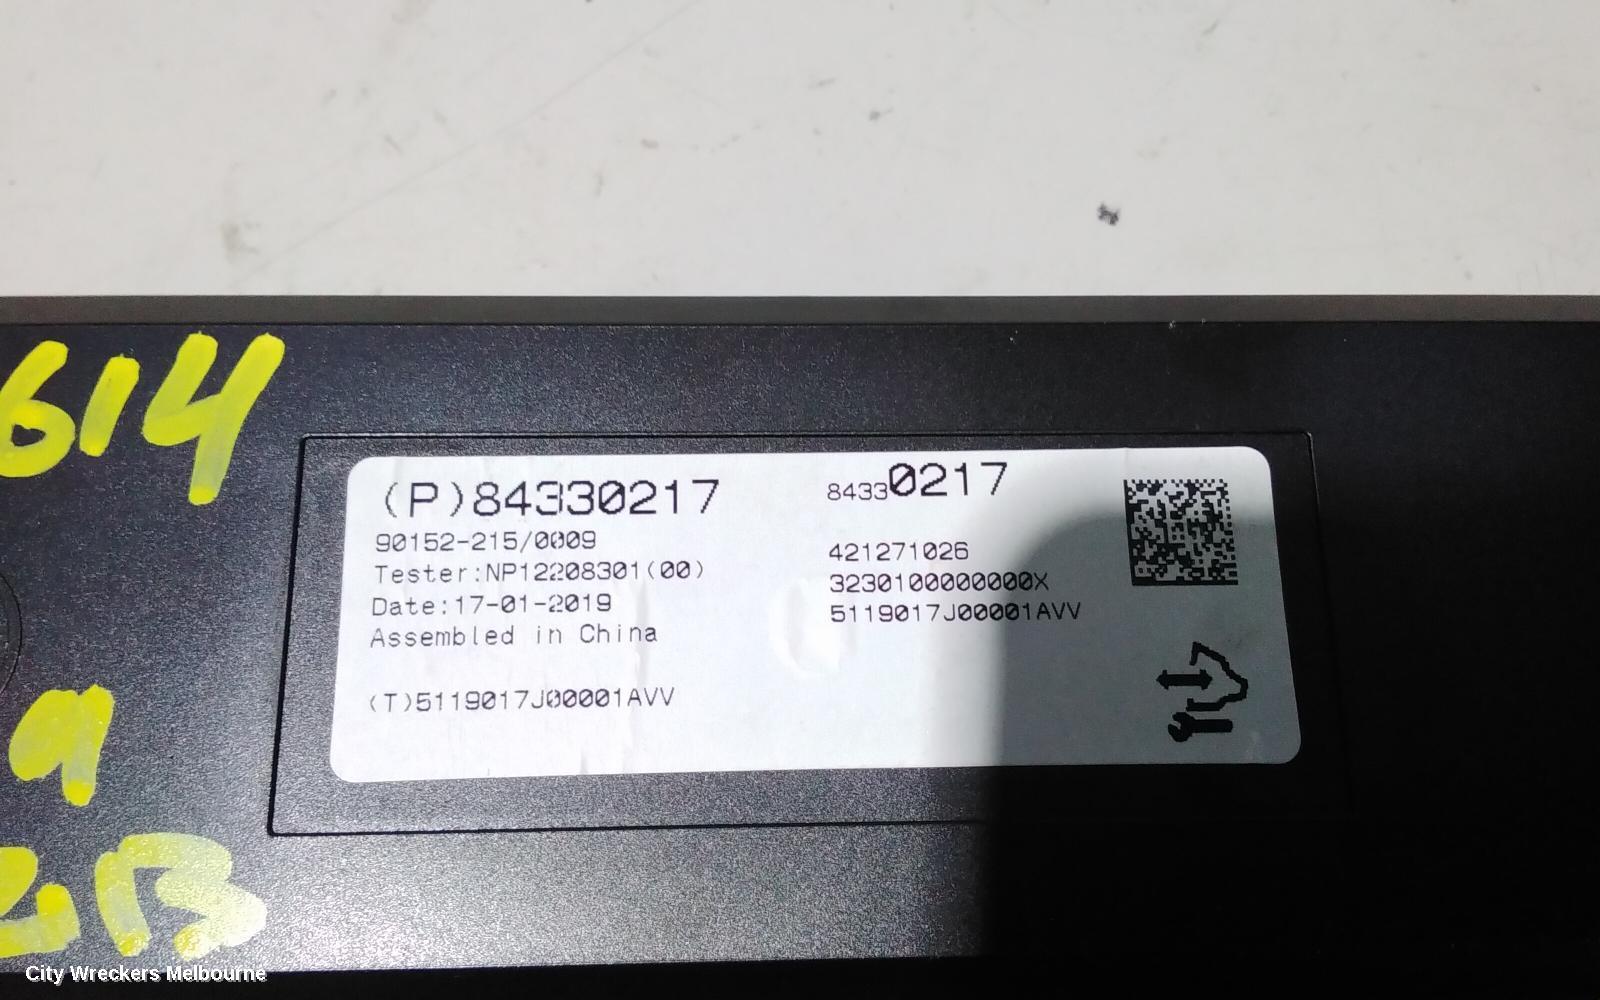 614
(P)84330217
84330217
90152-215/0009
421271026
Tester:NP12208301(00)
3230100000000X
Date:17-01-2019
5119017J00001AVV
Assembled in China
(T)5119017J00001AVV
a
City Wreckers Melbourne